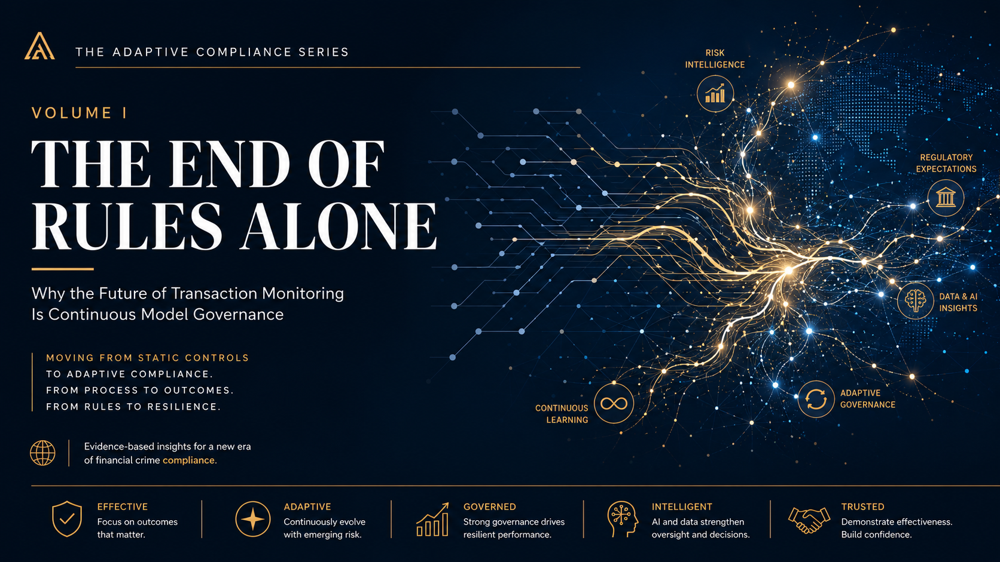 THE ADAPTIVE COMPLIANCE SERIES
VOLUME I
THE END OF
RULES ALONE
Why the Future of Transaction Monitoring
Is Continuous Model Governance
MOVING FROM STATIC CONTROLS
TO ADAPTIVE COMPLIANCE.
FROM PROCESS TO OUTCOMES.
FROM RULES TO RESILIENCE.
Evidence-based insights for a new era
of financial crime compliance.
RISK
INTELLIGENCE
REGULATORY
EXPECTATIONS
DATA & AI
INSIGHTS
ADAPTIVE
GOVERNANCE
CONTINUOUS
LEARNING
EFFECTIVE
Focus on outcomes
that matter.
ADAPTIVE
Continuously evolve
with emerging risk.
GOVERNED
Strong governance drives
resilient performance.
INTELLIGENT
AI and data strengthen
oversight and decisions.
TRUSTED
Demonstrate effectiveness.
Build confidence.